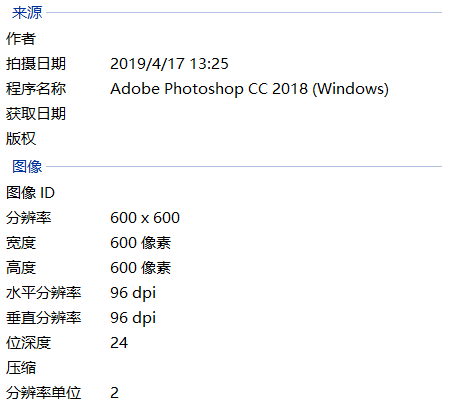 来源
作者
拍摄日期 2019/4/17 13:25
程序名称 Adobe Photoshop CC 2018 (Windows)
获取日期
版权
图像
图像 ID
分辨率 600 x 600
宽度 600 像素
高度 600 像素
水平分辨率 96 dpi
垂直分辨率 96 dpi
位深度 24
压缩
分辨率单位 2